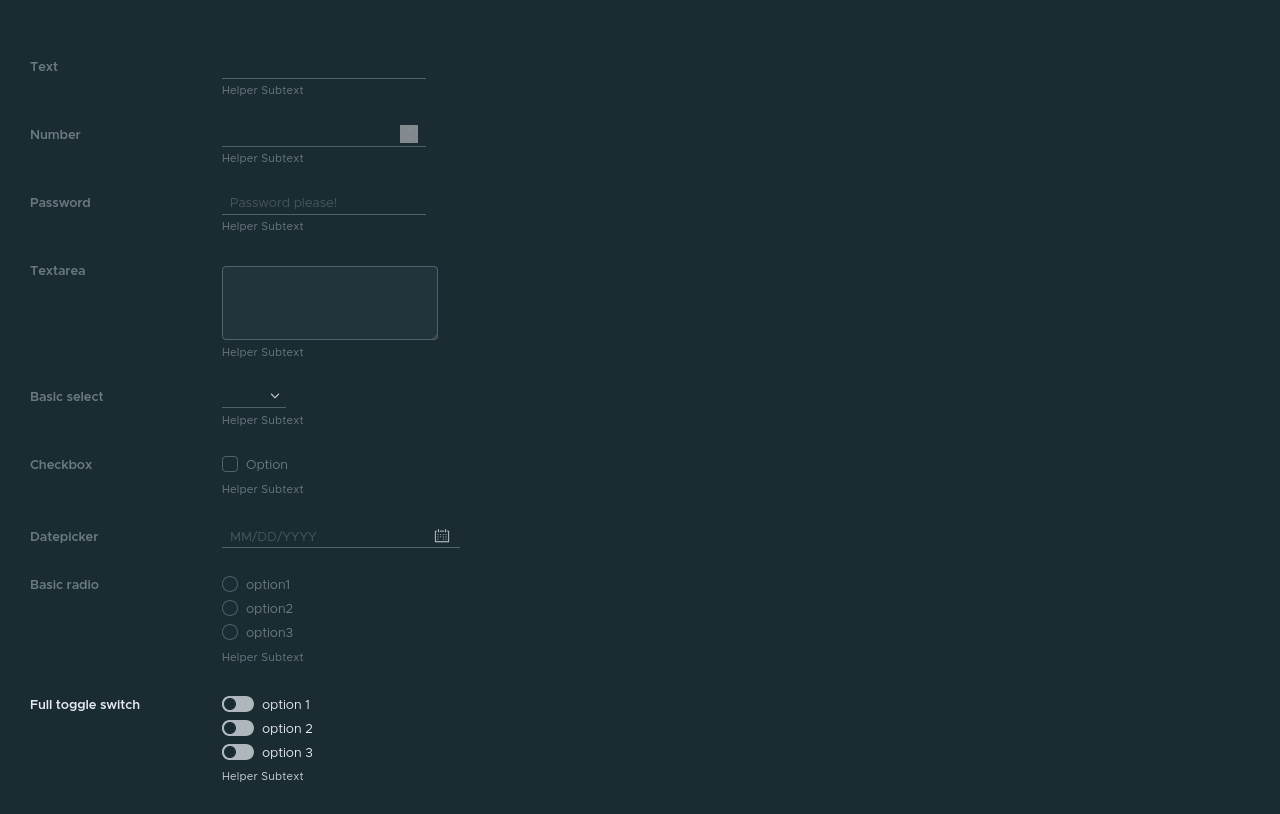 Text
Helper Subtext
Number
Helper Subtext
Password Password please!
Helper Subtext
Textarea
Helper Subtext
Basic select
Helper Subtext
Checkbox Option
Helper Subtext
Datepicker MM/DD/YYYY
Basic radio option1
option2
option3
Helper Subtext
Full toggle switch option 1
option 2
option 3
Helper Subtext